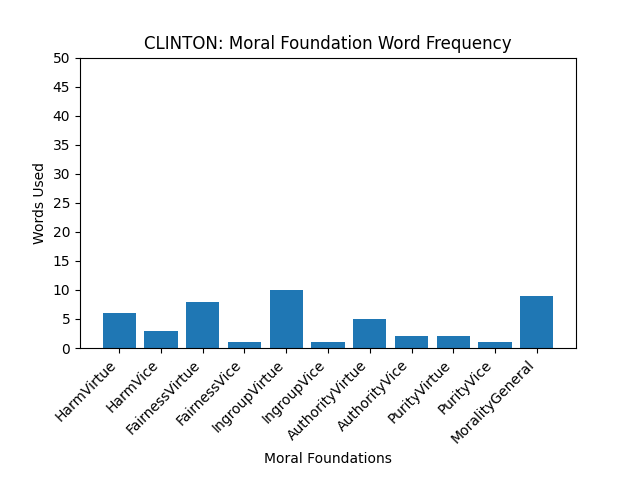 CLINTON: Moral Foundation Word Frequency
50
45
40
35
30
25
20
15
10
5
0
Words Used
HarmVirtue
HarmVice
FairnessVirtue
FairnessVice
IngroupVirtue
IngroupVice
AuthorityVirtue
AuthorityVice
PurityVirtue
PurityVice
MoralityGeneral
Moral Foundations